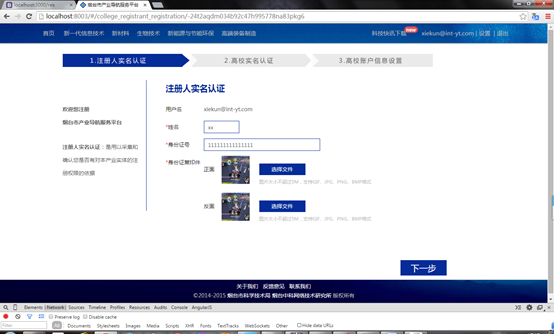 localhost:3000/req
烟台市产业导航服务平台
localhost:3000/#/college_registrant_registration/-24t2aqdm034b92c47h995778na83pkg6
首页 新一代信息技术 新材料 生物技术 新能源与节能环保 高端装备制造 科技快讯下载 new xiekun@int-yt.com | 设置 | 退出
1.注册人实名认证 2.高校实名认证 3.高校账户信息设置
注册人实名认证
欢迎您注册
烟台市产业导航服务平台
注册人实名认证：是用以采集和
确认您是否有对本产业实体的注
册权限的依据
用户名 xiekun@int-yt.com
*姓名 xx
*身份证号 111111111111111
*身份证复印件 正面: 选择文件
图片大小不超过5M，支持GIF、JPG、PNG、BMP格式
反面: 选择文件
图片大小不超过5M，支持GIF、JPG、PNG、BMP格式
下一步
关于我们 反馈意见 联系我们
©2014-2015 烟台市科学技术局 烟台中科网络技术研究所 版权所有
Elements Network Sources Timeline Profiles Resources Audits Console AngularJS
Preserve log Disable cache
Filter All Documents Stylesheets Images Media Scripts XHR Fonts TextTracks WebSockets Other Hide data URLs